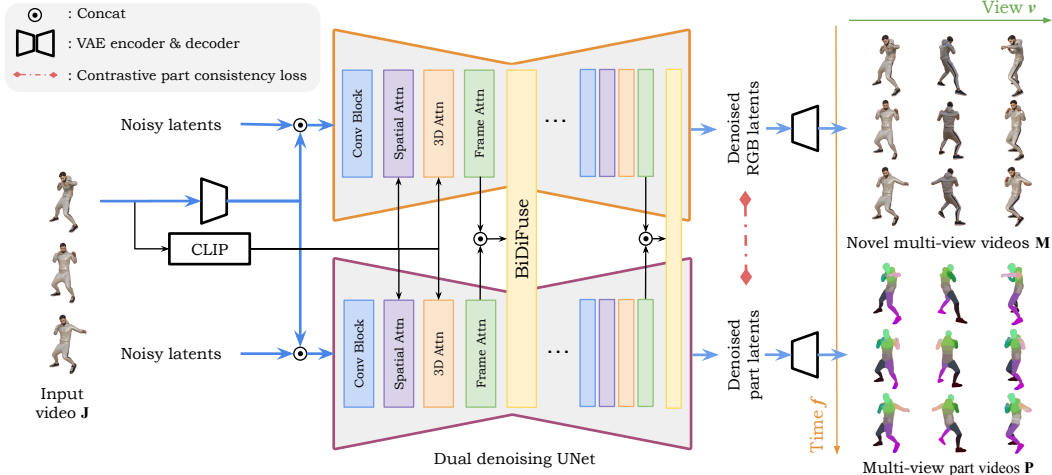 : Concat
: VAE encoder & decoder
: Contrastive part consistency loss
View v
Noisy latents
Conv Block
Spatial Attn
3D Attn
Frame Attn
BiDiFuse
...
Denoised
RGB latents
CLIP
Novel multi-view videos M
Noisy latents
Conv Block
Spatial Attn
3D Attn
Frame Attn
...
Denoised
part latents
Input
video J
Time f
Dual denoising UNet
Multi-view part videos P